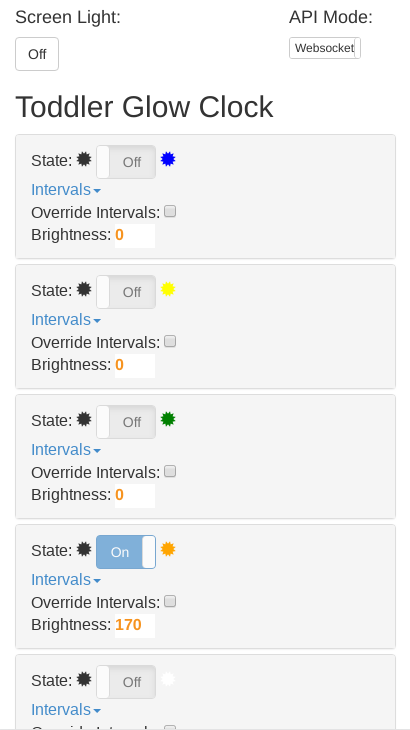 Screen Light:
API Mode:
Off
Websocket
Toddler Glow Clock
State: Off
Intervals
Override Intervals:
Brightness: 0
State: Off
Intervals
Override Intervals:
Brightness: 0
State: Off
Intervals
Override Intervals:
Brightness: 0
State: On
Intervals
Override Intervals:
Brightness: 170
State: Off
Intervals
Override Intervals: